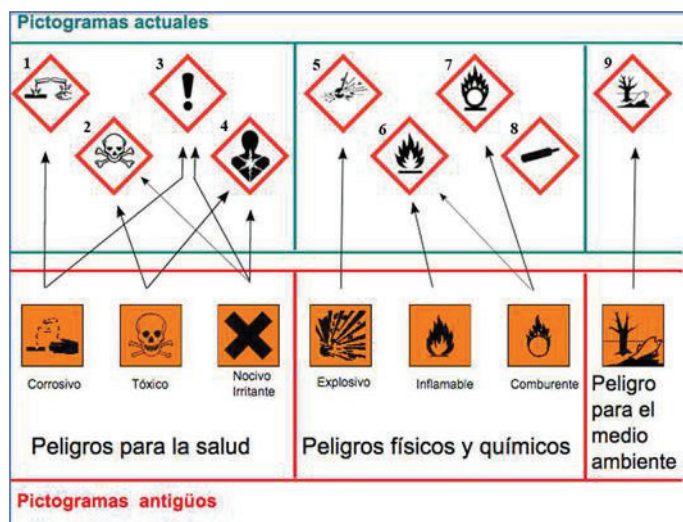 Pictogramas actuales
1
3
5
7
9
2
4
6
8
Corrosivo
Tóxico
Nocivo
Irritante
Explosivo
Inflamable
Comburente
Peligro
para el
medio
ambiente
Peligros para la salud
Peligros físicos y químicos
Pictogramas antigüos